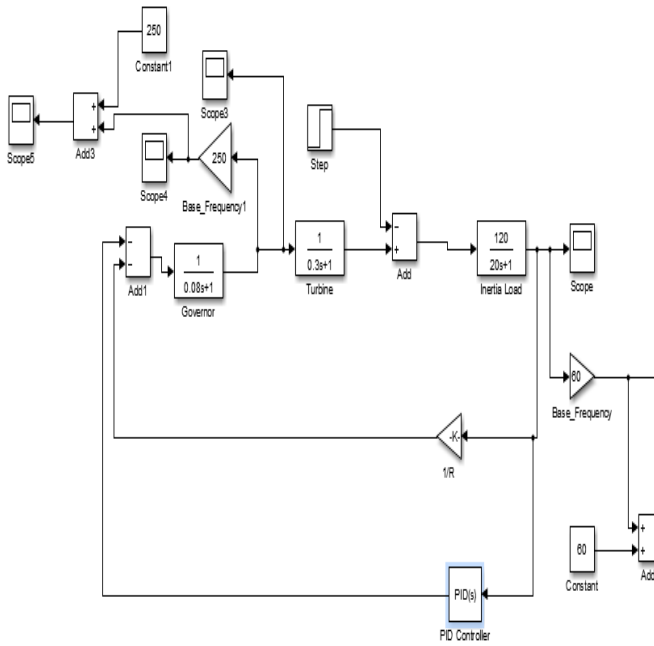 250
Constant1
Scope3
+
+
Scope5
Add3
Step
Scope4
250
Base_Frequency1
-
-
Add1
1
0.08s+1
Governor
1
0.3s+1
Turbine
-
+
Add
120
20s+1
Inertia Load
Scope
60
Base_Frequency
-K-
1/R
60
Constant
+
+
Add
PID(s)
PID Controller